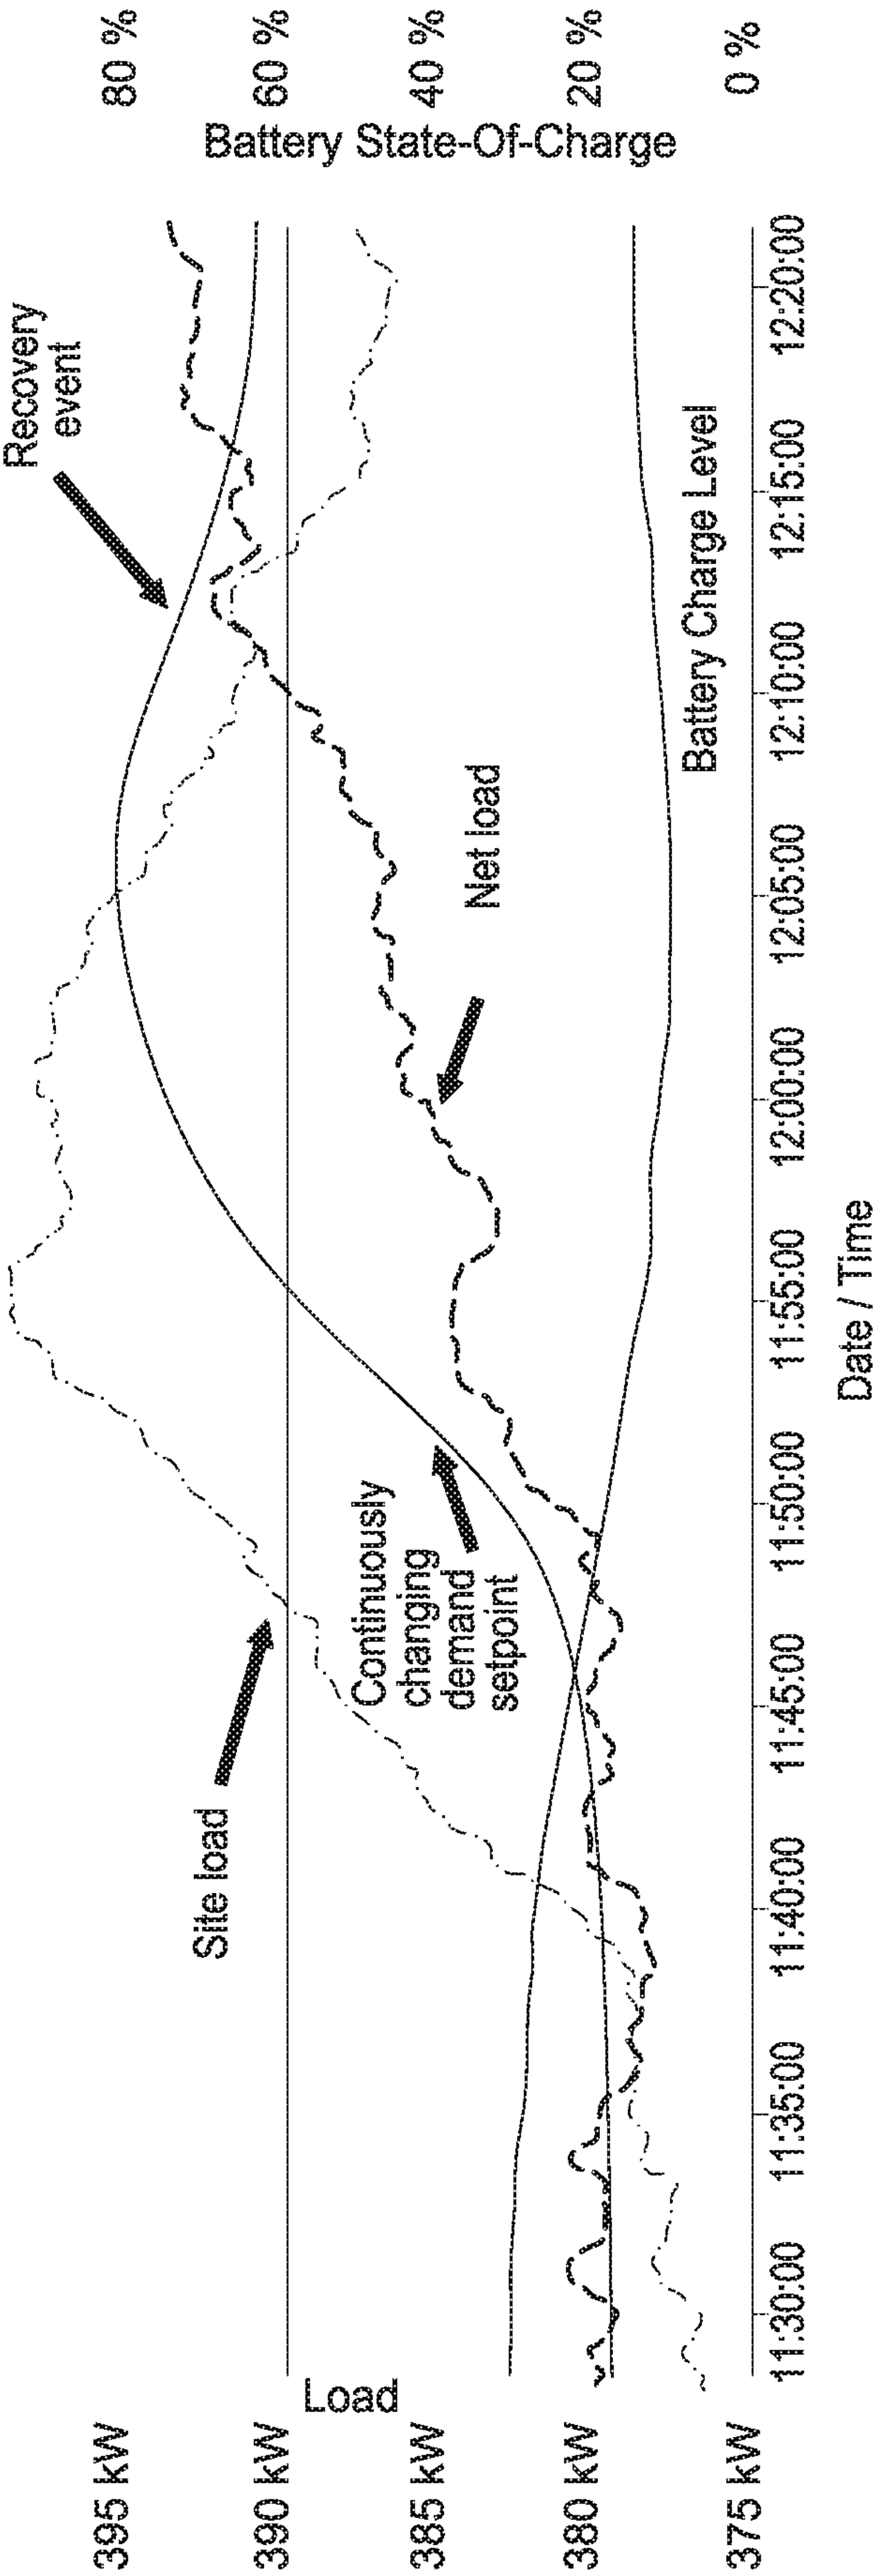 395 kW
390 kW
385 kW
380 kW
375 kW
Load
Site load
Continuously
changing
demand
setpoint
Net load
Recovery
event
Battery Charge Level
80 %
60 %
40 %
20 %
0 %
Battery State-Of-Charge
11:30:00
11:35:00
11:40:00
11:45:00
11:50:00
11:55:00
12:00:00
12:05:00
12:10:00
12:15:00
12:20:00
Date / Time